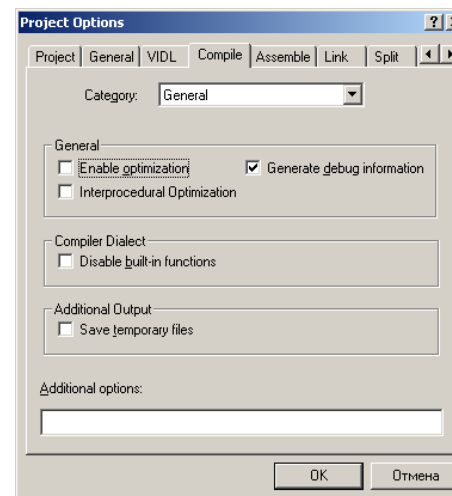 Project Options
Project General VIDL Compile Assemble Link Split
Category: General
General
Enable optimization Generate debug information
Interprocedural Optimization
Compiler Dialect
Disable built-in functions
Additional Output
Save temporary files
Additional options:
OK Отмена